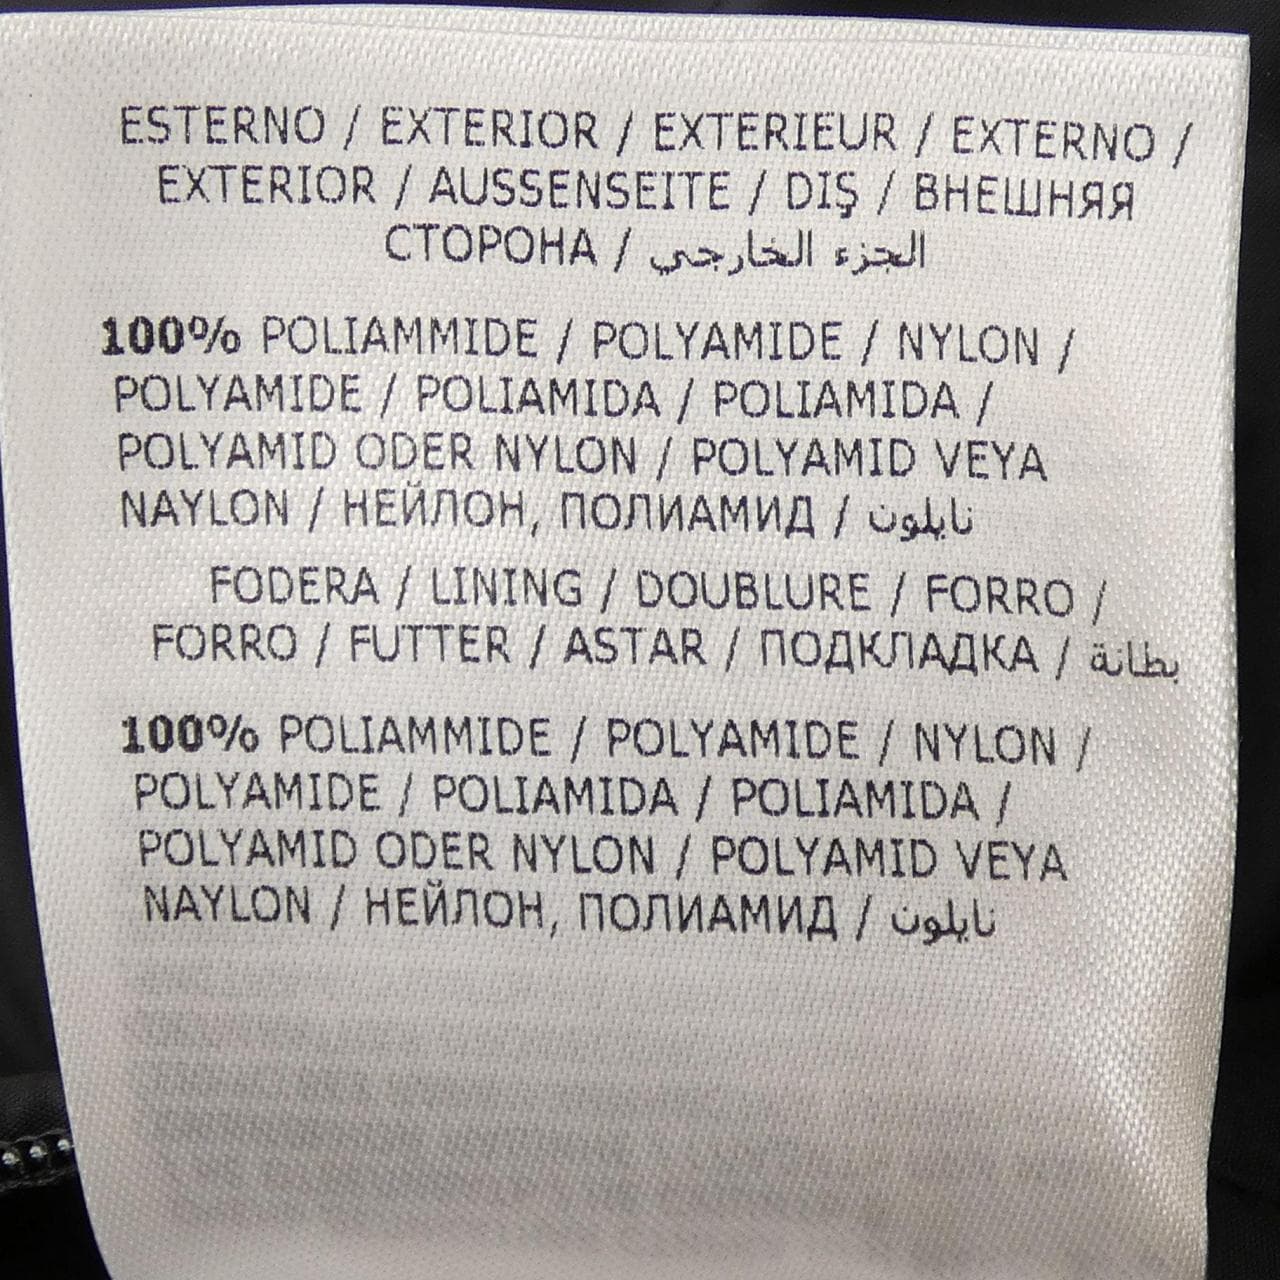 ESTERNO / EXTERIOR / EXTERIEUR / EXTERNO /
EXTERIOR / AUSSENSEITE / DIŞ / ВНЕШНЯЯ
СТОРОНА / الجزء الخارجي
100% POLIAMMIDE / POLYAMIDE / NYLON /
POLYAMIDE / POLIAMIDA / POLIAMIDA /
POLYAMID ODER NYLON / POLYAMID VEYA
NAYLON / НЕЙЛОН, ПОЛИАМИД / نايلون
FODERA / LINING / DOUBLURE / FORRO /
FORRO / FUTTER / ASTAR / ПОДКЛАДКА / بطانة
100% POLIAMMIDE / POLYAMIDE / NYLON /
POLYAMIDE / POLIAMIDA / POLIAMIDA /
POLYAMID ODER NYLON / POLYAMID VEYA
NAYLON / НЕЙЛОН, ПОЛИАМИД / نايلون